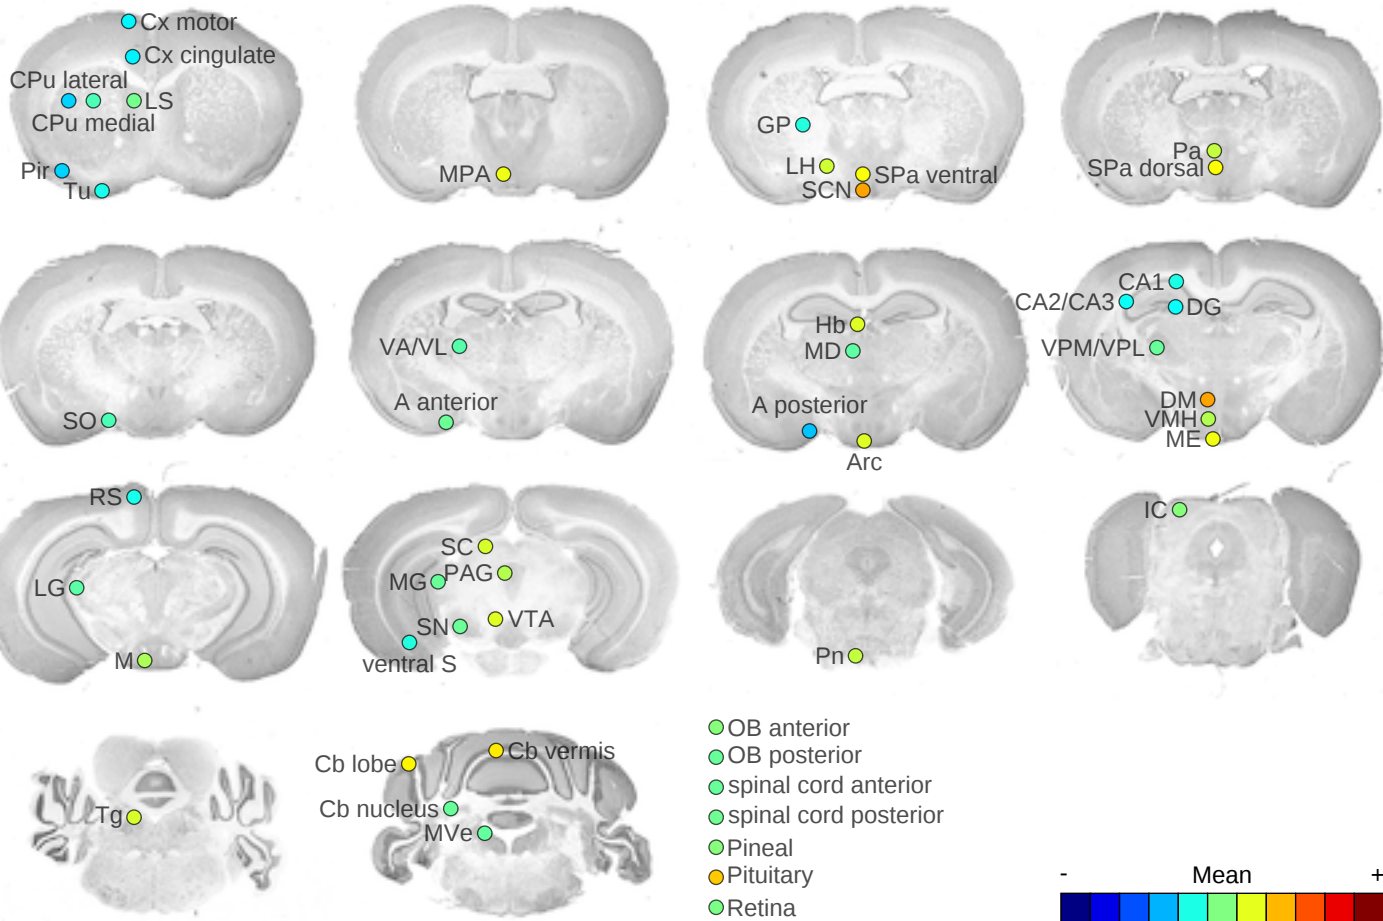 Cx motor
Cx cingulate
CPu lateral
LS
CPu medial
Pir
Tu
MPA
GP
LH
SPa ventral
SCN
Pa
SPa dorsal
SO
VA/VL
A anterior
Hb
MD
A posterior
Arc
CA1
CA2/CA3
DG
VPM/VPL
DM
VMH
ME
RS
LG
M
SC
PAG
MG
SN
VTA
ventral S
Pn
IC
Tg
Cb lobe
Cb vermis
Cb nucleus
MVe
OB anterior
OB posterior
spinal cord anterior
spinal cord posterior
Pineal
Pituitary
Retina
- Mean +